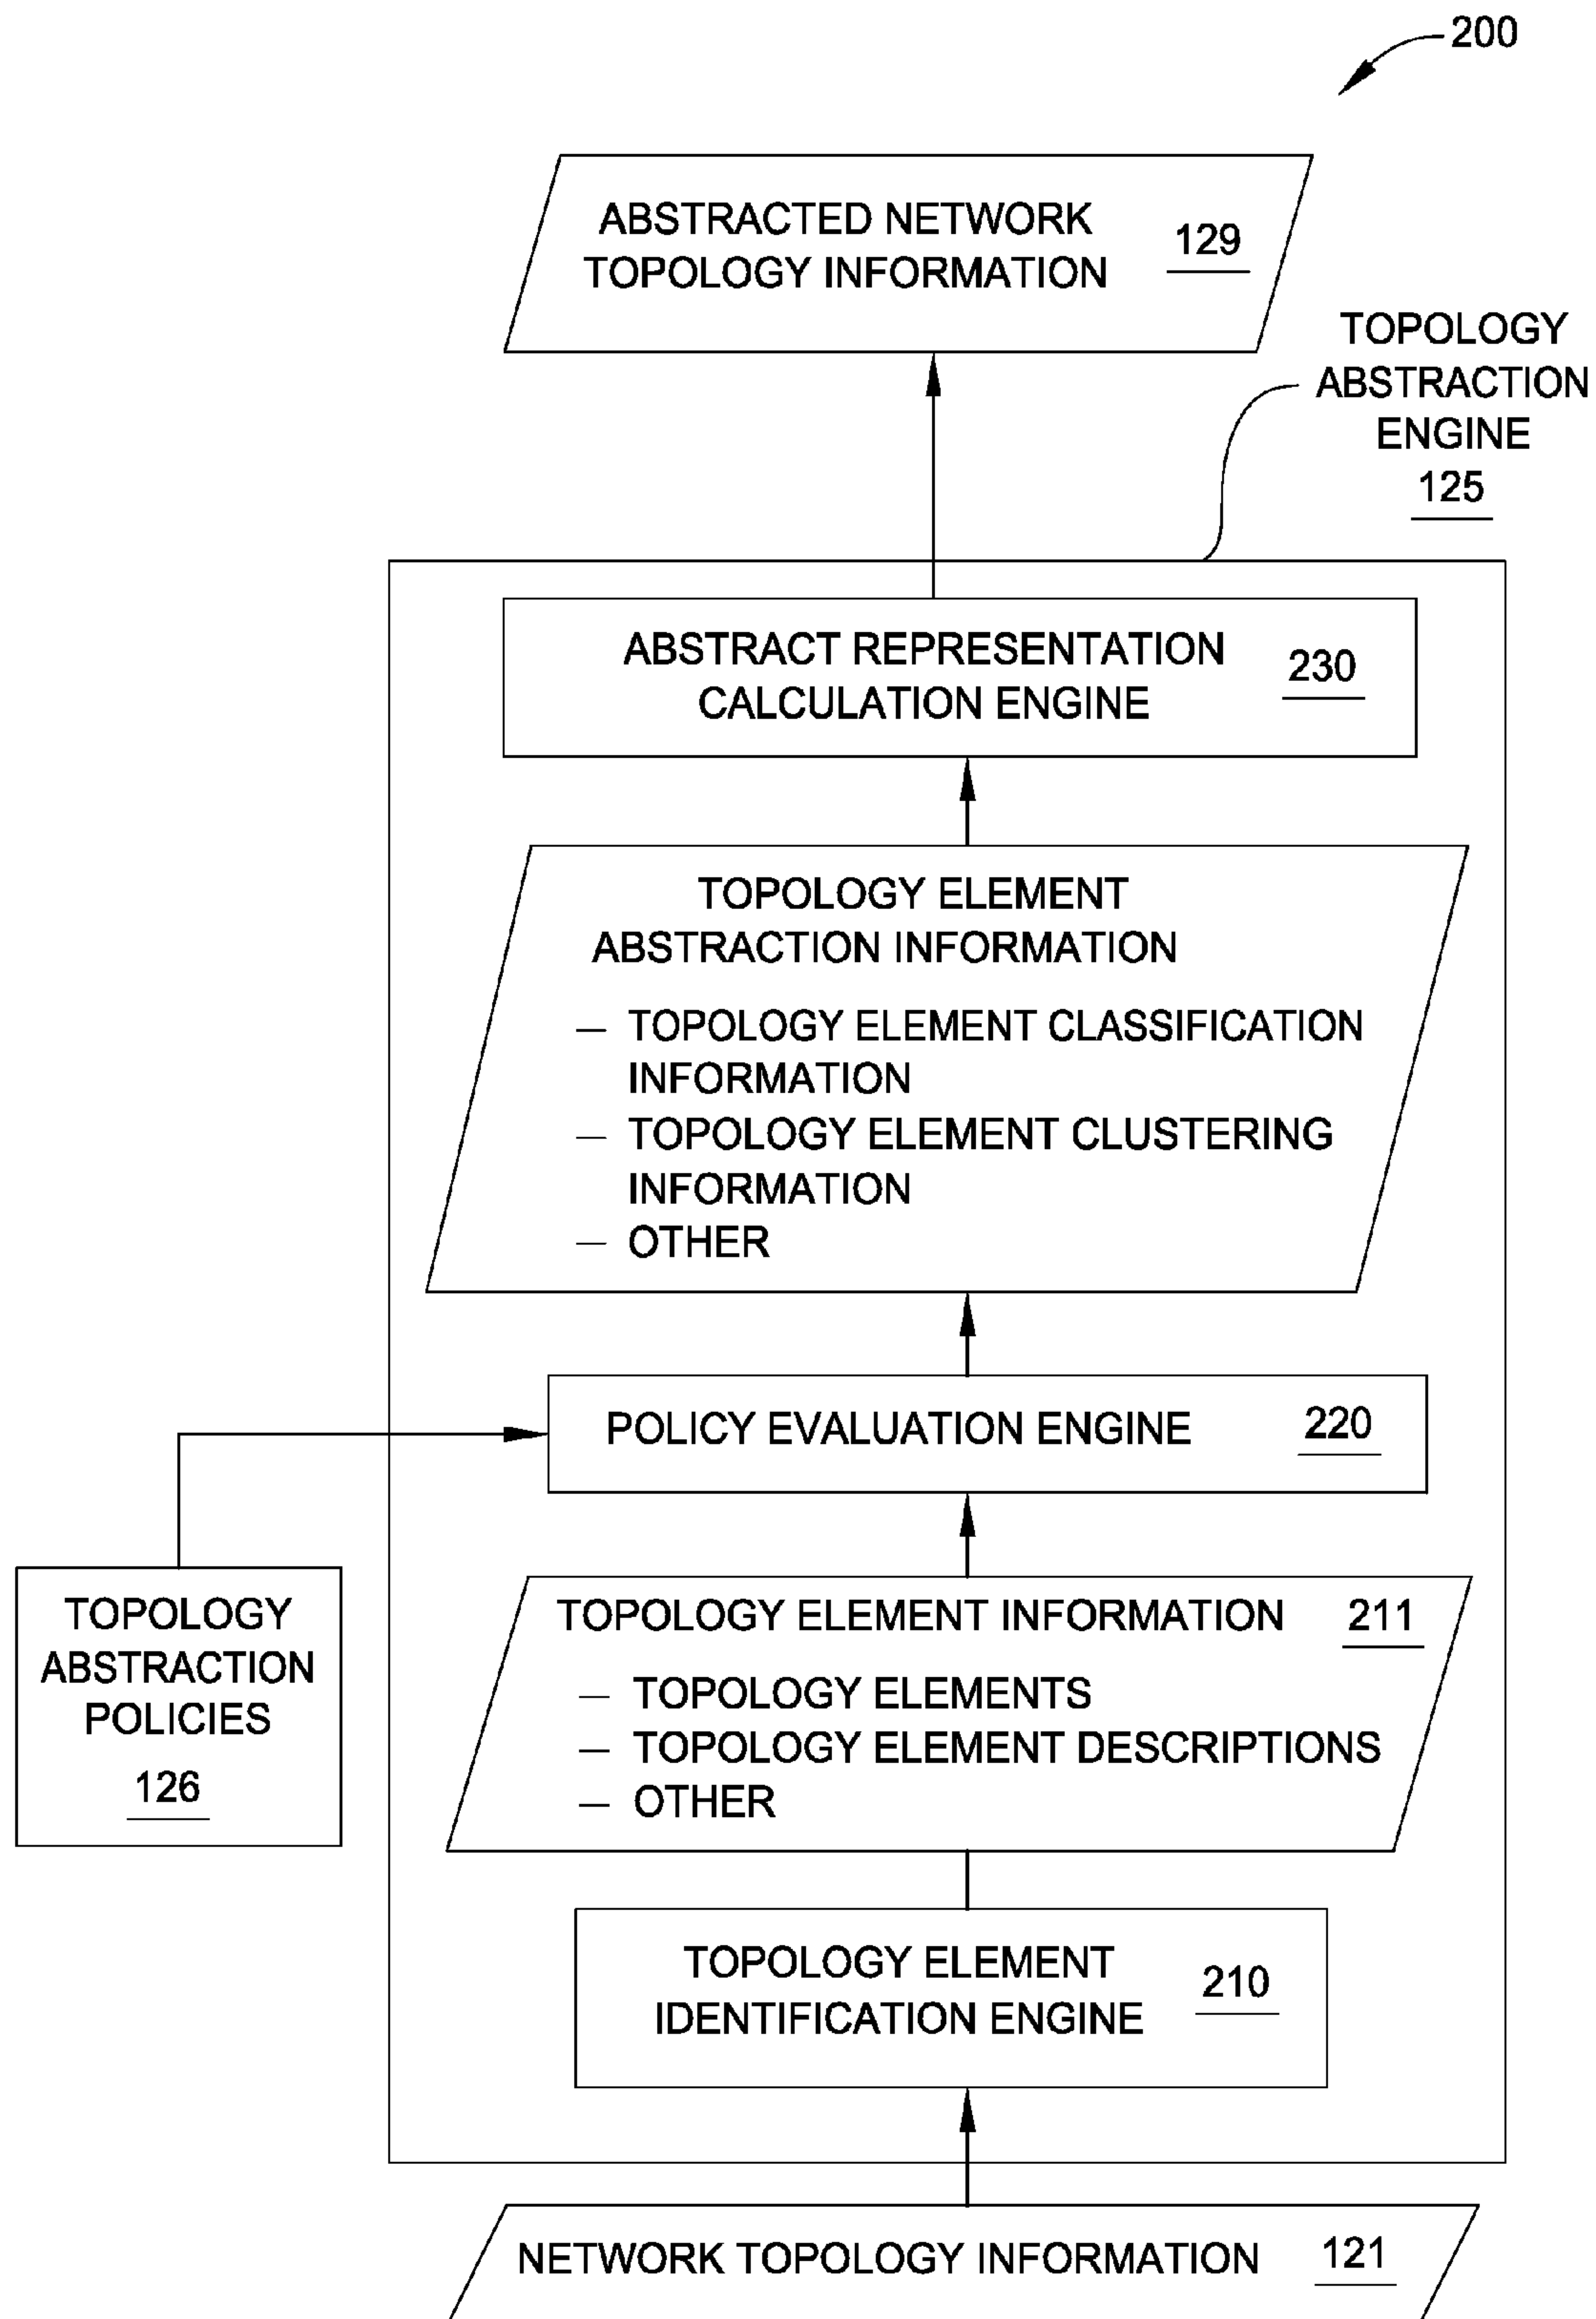 200
ABSTRACTED NETWORK
TOPOLOGY INFORMATION
129
TOPOLOGY
ABSTRACTION
ENGINE
125
ABSTRACT REPRESENTATION
CALCULATION ENGINE
230
TOPOLOGY ELEMENT
ABSTRACTION INFORMATION
— TOPOLOGY ELEMENT CLASSIFICATION
INFORMATION
— TOPOLOGY ELEMENT CLUSTERING
INFORMATION
— OTHER
POLICY EVALUATION ENGINE 220
TOPOLOGY
ABSTRACTION
POLICIES
126
TOPOLOGY ELEMENT INFORMATION 211
— TOPOLOGY ELEMENTS
— TOPOLOGY ELEMENT DESCRIPTIONS
— OTHER
TOPOLOGY ELEMENT
IDENTIFICATION ENGINE
210
NETWORK TOPOLOGY INFORMATION 121